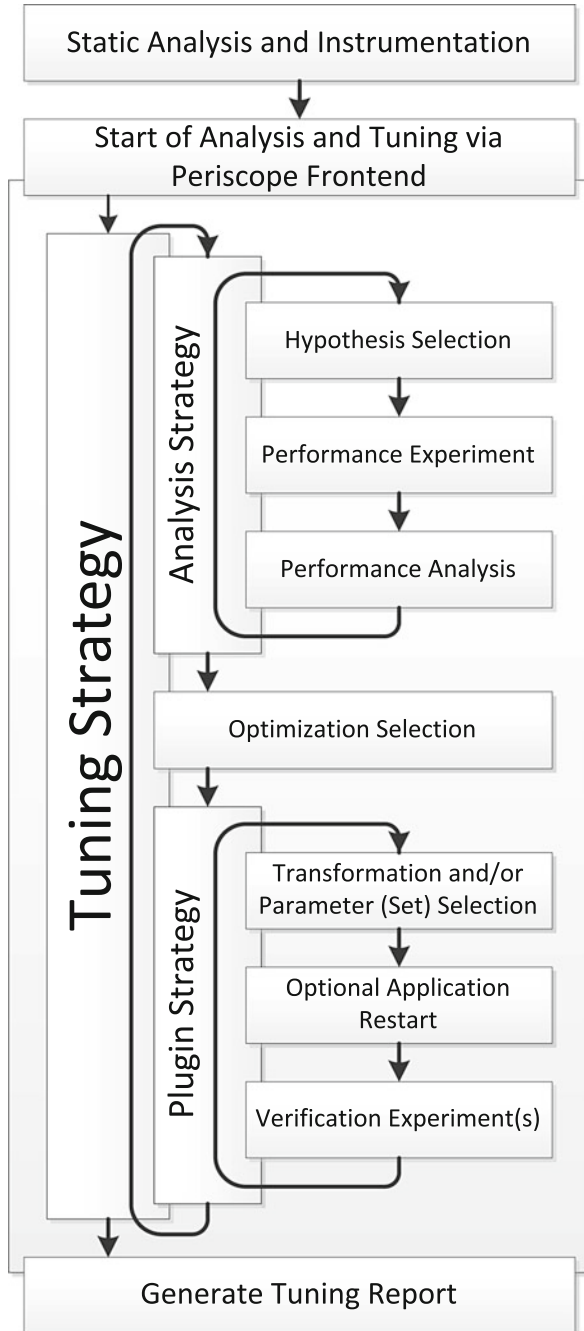 Static Analysis and Instrumentation
Start of Analysis and Tuning via
Periscope Frontend
Tuning Strategy
Analysis Strategy
Hypothesis Selection
Performance Experiment
Performance Analysis
Optimization Selection
Plugin Strategy
Transformation and/or
Parameter (Set) Selection
Optional Application
Restart
Verification Experiment(s)
Generate Tuning Report